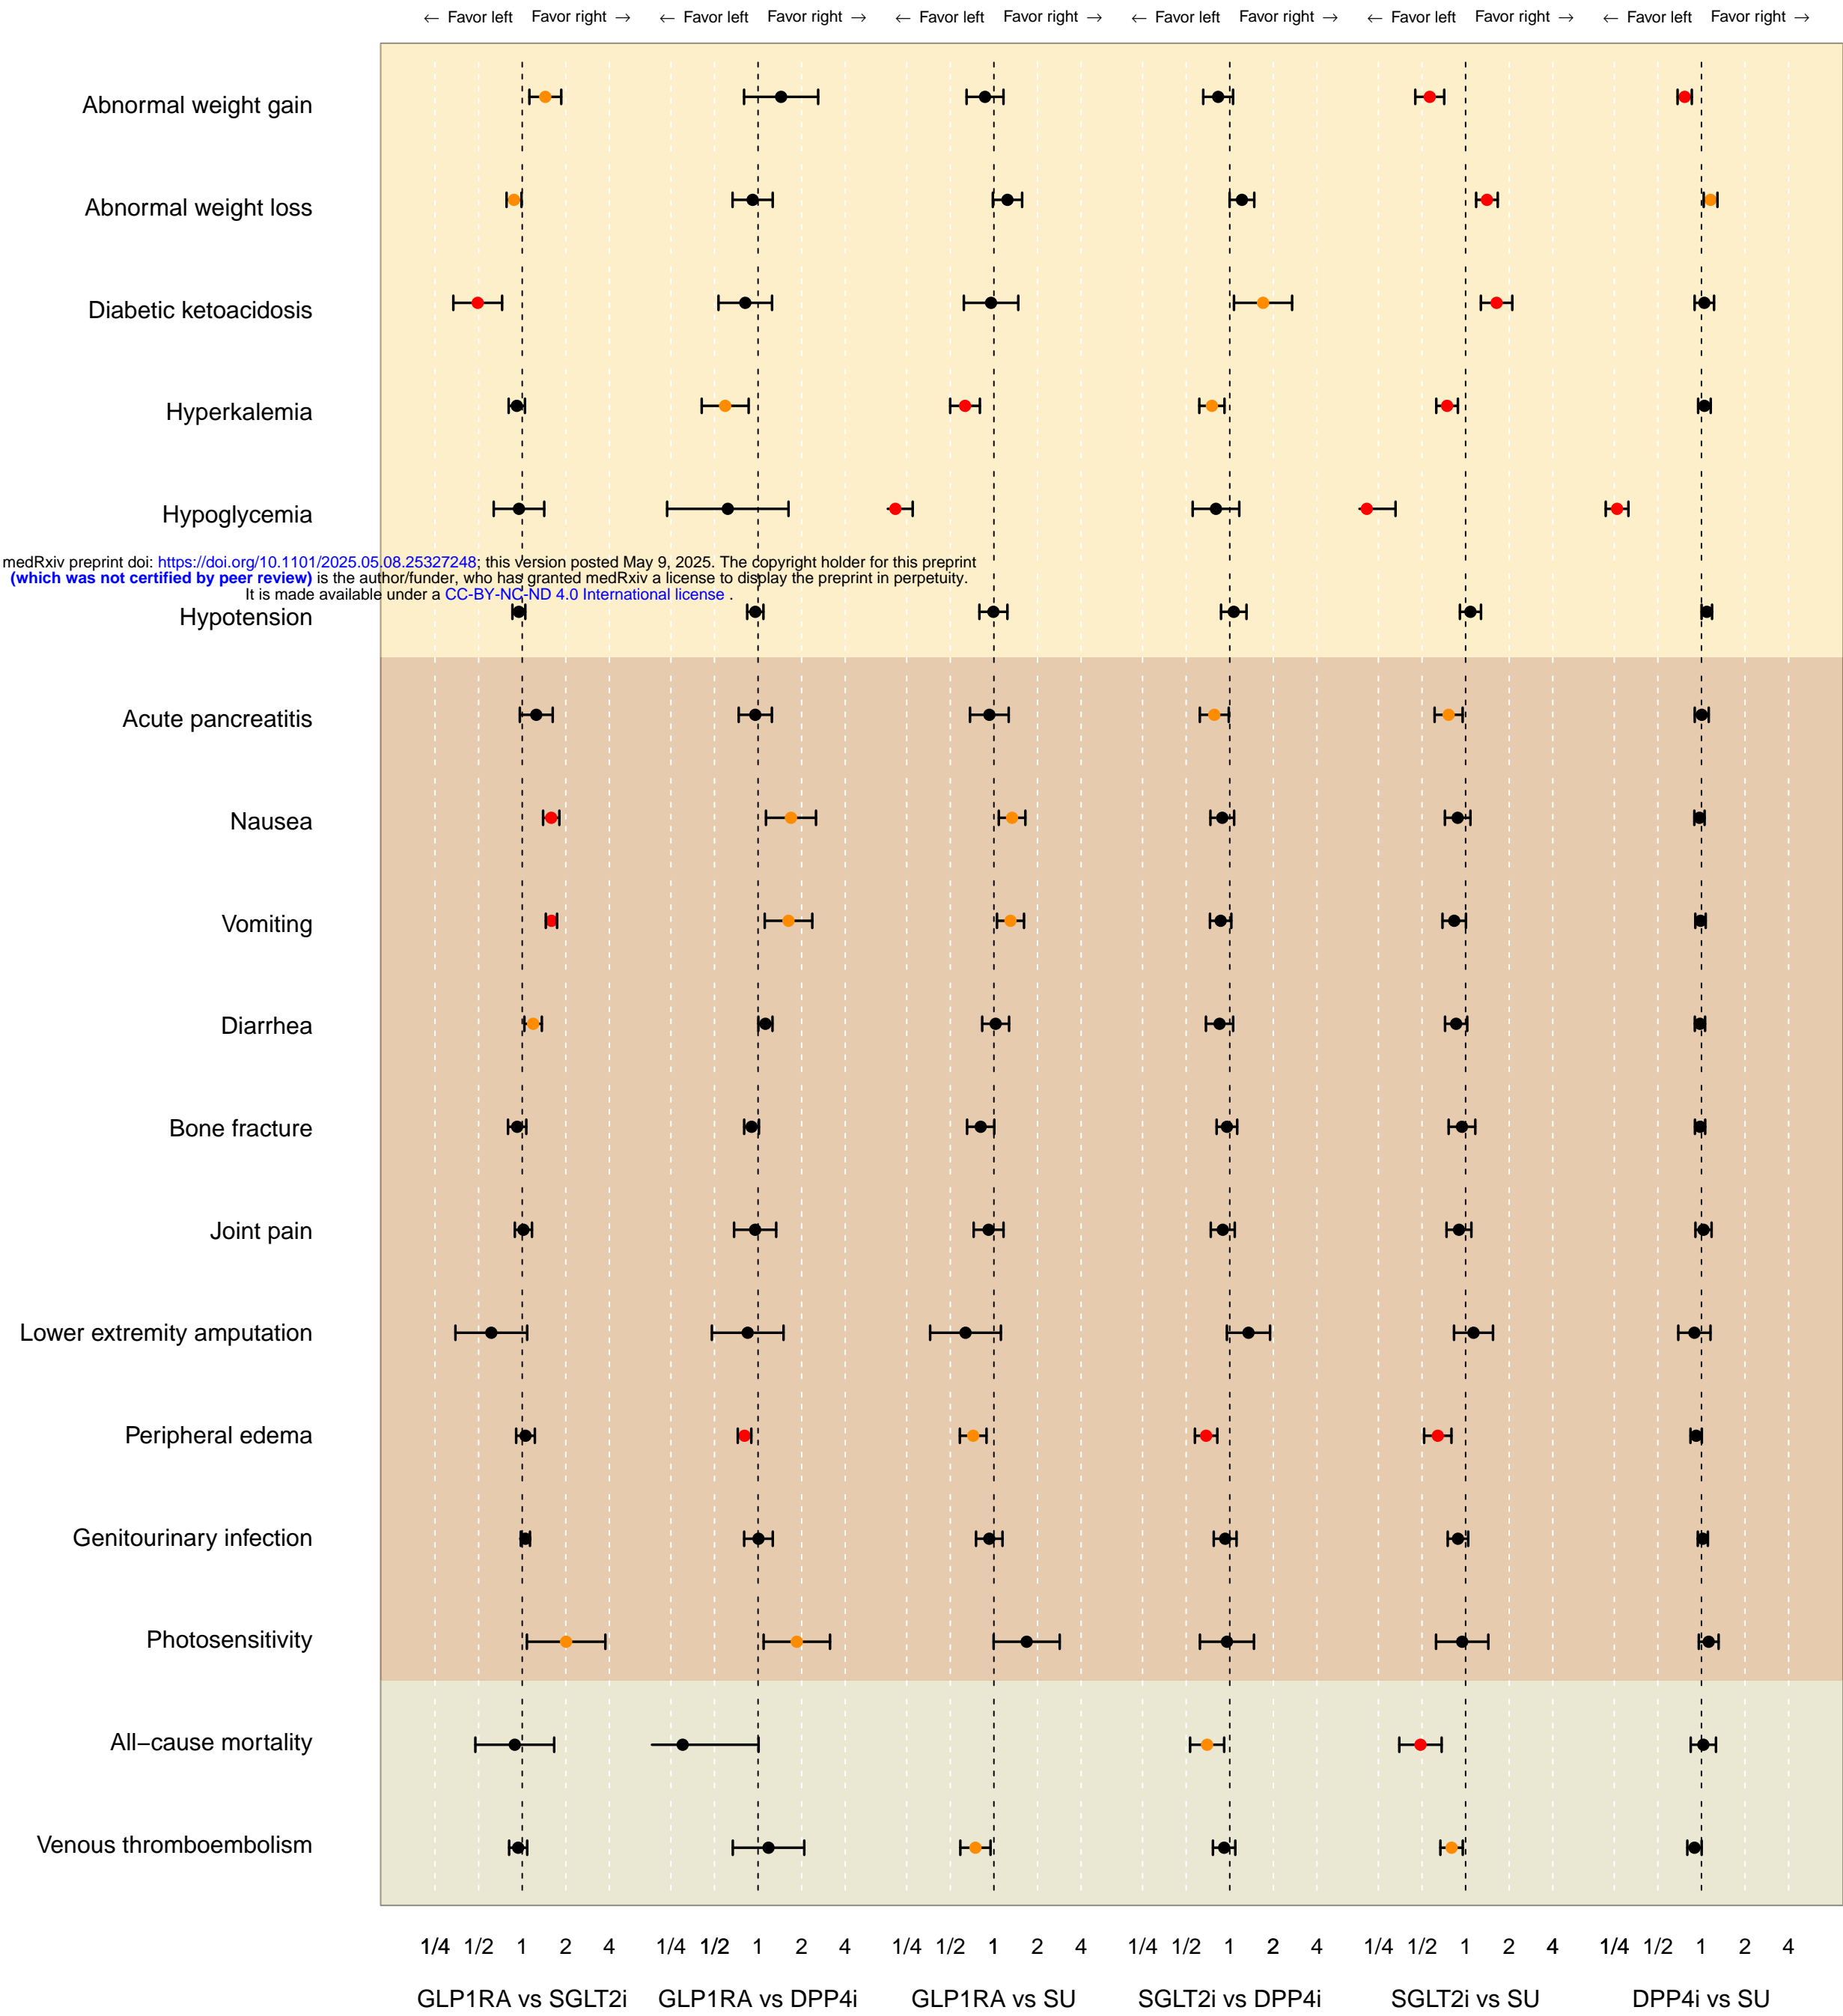 ← Favor left Favor right → ← Favor left Favor right → ← Favor left Favor right → ← Favor left Favor right → ← Favor left Favor right → ← Favor left Favor right →
Abnormal weight gain
Abnormal weight loss
Diabetic ketoacidosis
Hyperkalemia
Hypoglycemia
medRxiv preprint doi: https://doi.org/10.1101/2025.05.08.25327248; this version posted May 9, 2025. The copyright holder for this preprint
(which was not certified by peer review) is the author/funder, who has granted medRxiv a license to display the preprint in perpetuity.
It is made available under a CC-BY-NC-ND 4.0 International license .
Hypotension
Acute pancreatitis
Nausea
Vomiting
Diarrhea
Bone fracture
Joint pain
Lower extremity amputation
Peripheral edema
Genitourinary infection
Photosensitivity
All−cause mortality
Venous thromboembolism
1/4 1/2 1 2 4 1/4 1/2 1 2 4 1/4 1/2 1 2 4 1/4 1/2 1 2 4 1/4 1/2 1 2 4 1/4 1/2 1 2 4
GLP1RA vs SGLT2i GLP1RA vs DPP4i GLP1RA vs SU SGLT2i vs DPP4i SGLT2i vs SU DPP4i vs SU